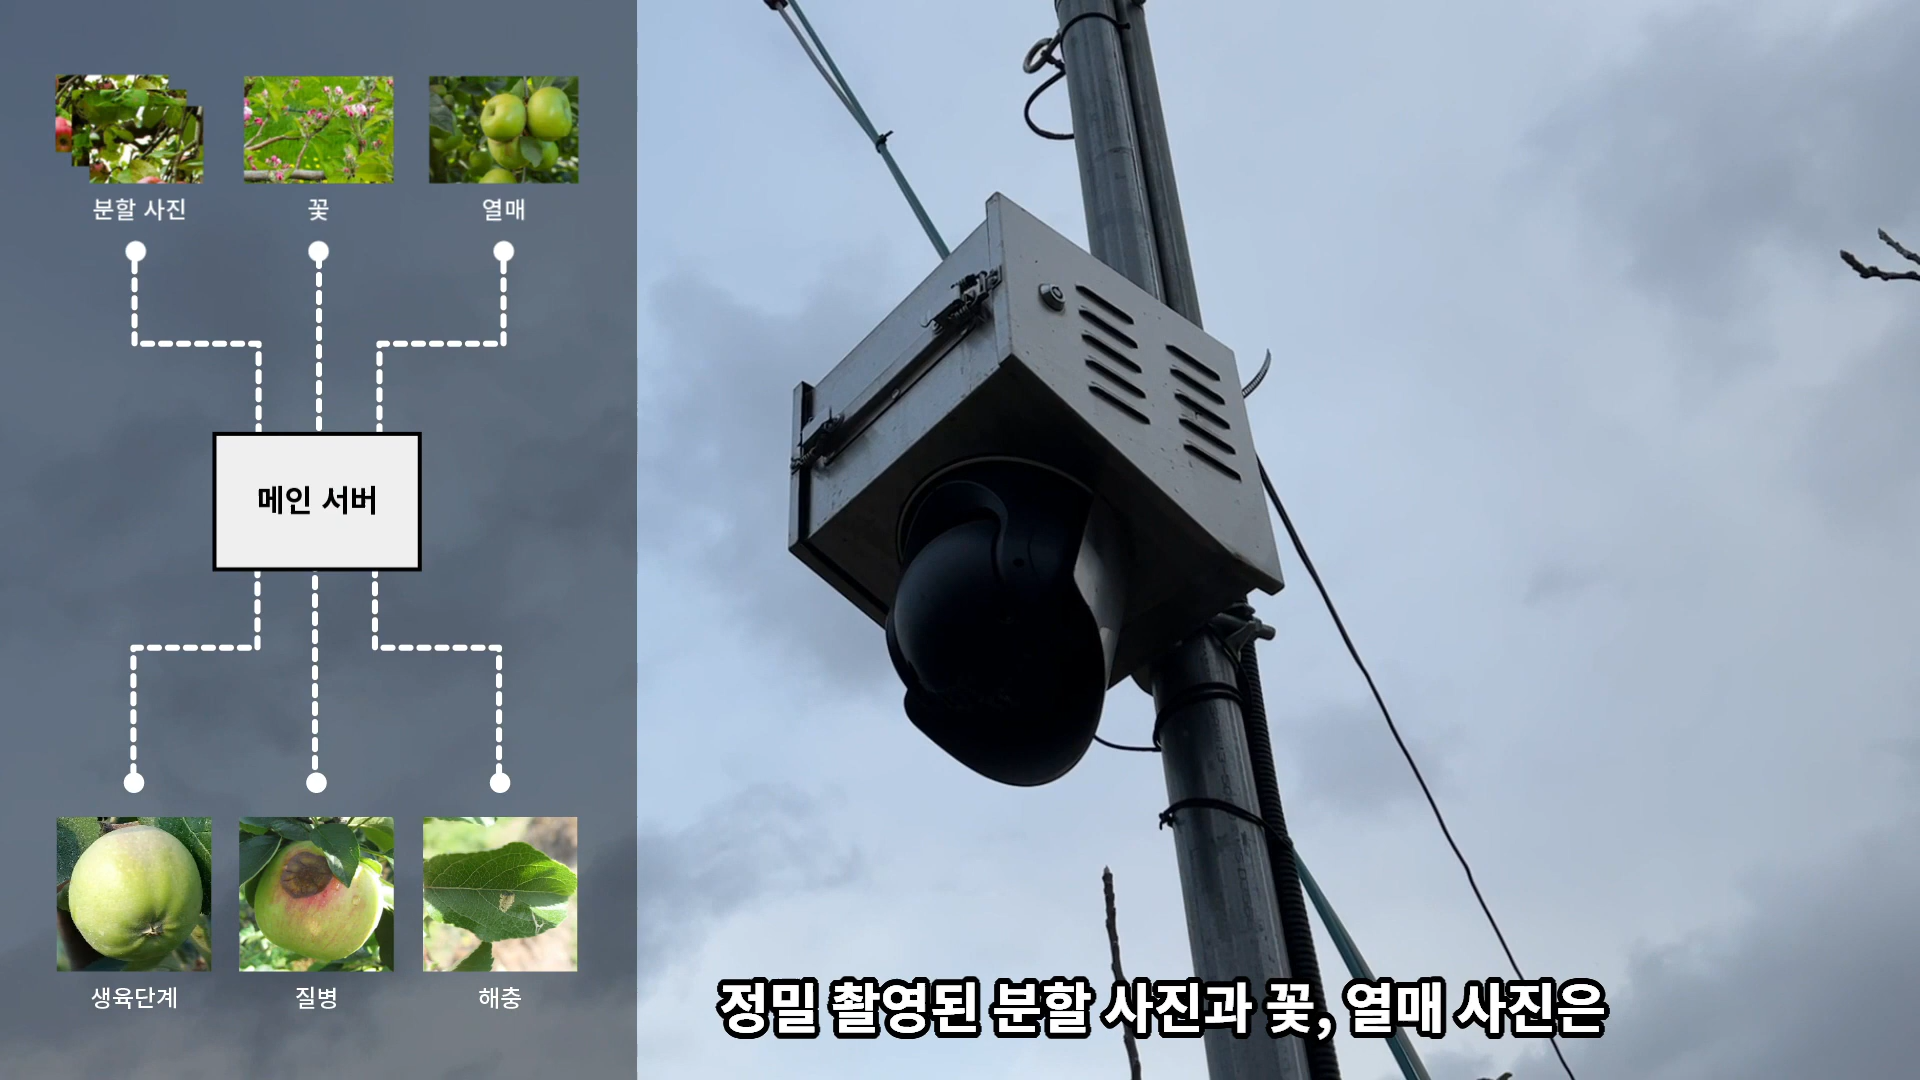 분할 사진
꽃
열매
메인 서버
생육단계
질병
해충
정밀 촬영된 분할 사진과 꽃, 열매 사진은